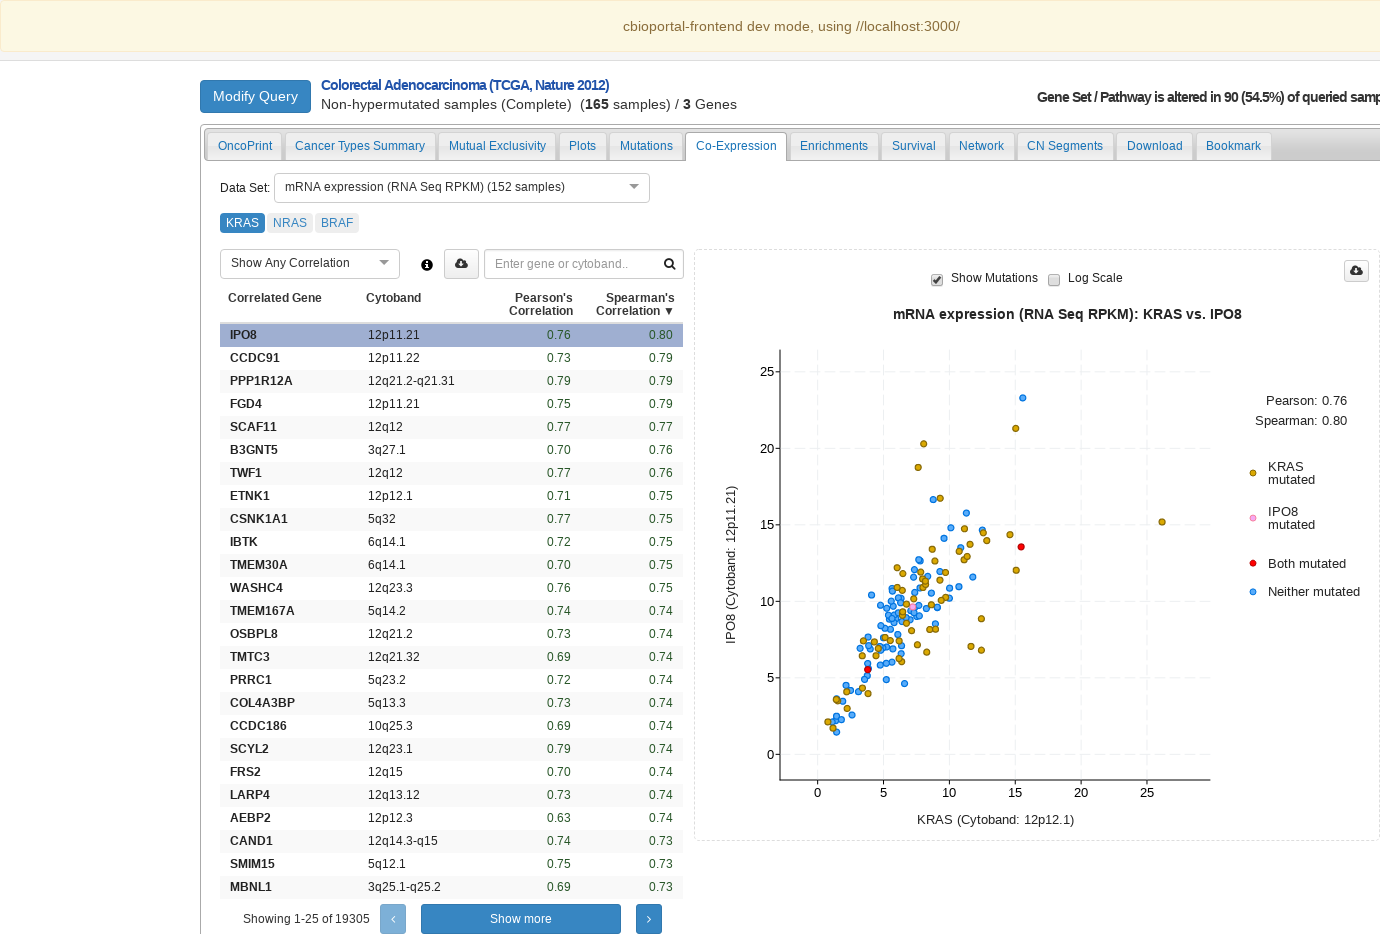 cbioportal-frontend dev mode, using //localhost:3000/
Modify Query
Colorectal Adenocarcinoma (TCGA, Nature 2012)
Non-hypermutated samples (Complete) (165 samples) / 3 Genes
Gene Set / Pathway is altered in 90 (54.5%) of queried
OncoPrint Cancer Types Summary Mutual Exclusivity Plots Mutations Co-Expression Enrichments Survival Network CN Segments Download Bookmark
Data Set: mRNA expression (RNA Seq RPKM) (152 samples)
KRAS NRAS BRAF
Show Any Correlation Enter gene or cytoband..
Correlated Gene Cytoband Pearson's Correlation Spearman's Correlation ▼
IPO8 12p11.21 0.76 0.80
CCDC91 12p11.22 0.73 0.79
PPP1R12A 12q21.2-q21.31 0.79 0.79
FGD4 12p11.21 0.75 0.79
SCAF11 12q12 0.77 0.77
B3GNT5 3q27.1 0.70 0.76
TWF1 12q12 0.77 0.76
ETNK1 12p12.1 0.71 0.75
CSNK1A1 5q32 0.77 0.75
IBTK 6q14.1 0.72 0.75
TMEM30A 6q14.1 0.70 0.75
WASHC4 12q23.3 0.76 0.75
TMEM167A 5q14.2 0.74 0.74
OSBPL8 12q21.2 0.73 0.74
TMTC3 12q21.32 0.69 0.74
PRRC1 5q23.2 0.72 0.74
COL4A3BP 5q13.3 0.73 0.74
CCDC186 10q25.3 0.69 0.74
SCYL2 12q23.1 0.79 0.74
FRS2 12q15 0.70 0.74
LARP4 12q13.12 0.73 0.74
AEBP2 12p12.3 0.63 0.74
CAND1 12q14.3-q15 0.74 0.73
SMIM15 5q12.1 0.75 0.73
MBNL1 3q25.1-q25.2 0.69 0.73
Showing 1-25 of 19305 ‹ Show more ›
Show Mutations Log Scale
mRNA expression (RNA Seq RPKM): KRAS vs. IPO8
IPO8 (Cytoband: 12p11.21)
25
20
15
10
5
0
0 5 10 15 20 25
KRAS (Cytoband: 12p12.1)
Pearson: 0.76
Spearman: 0.80
KRAS
mutated
IPO8
mutated
Both mutated
Neither mutated